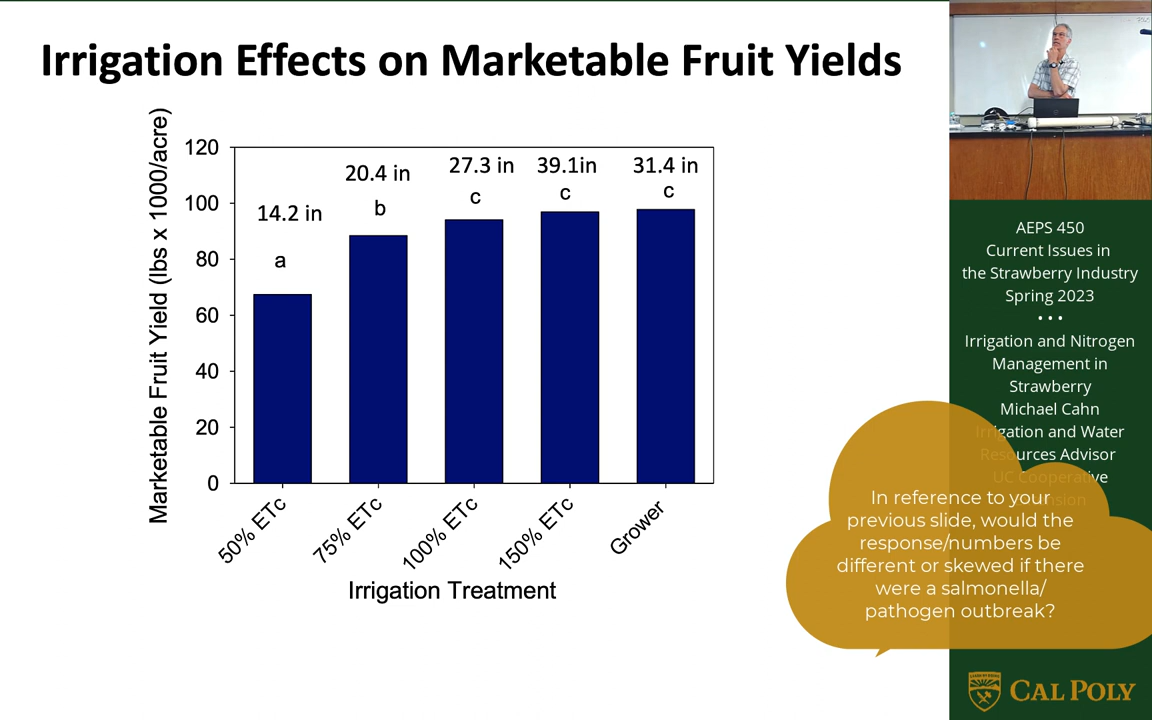 Irrigation Effects on Marketable Fruit Yields
Marketable Fruit Yield (lbs x 1000/acre)
120
100
80
60
40
20
0
14.2 in
20.4 in
27.3 in
39.1in
31.4 in
a
b
c
c
c
50% ETc
75% ETc
100% ETc
150% ETc
Grower
Irrigation Treatment
AEPS 450
Current Issues in
the Strawberry Industry
Spring 2023
• • •
Irrigation and Nitrogen
Management in
Strawberry
Michael Cahn
Irrigation and Water
Resources Advisor
UC Cooperative
In reference to your
previous slide, would the
response/numbers be
different or skewed if there
were a salmonella/
pathogen outbreak?
CAL POLY